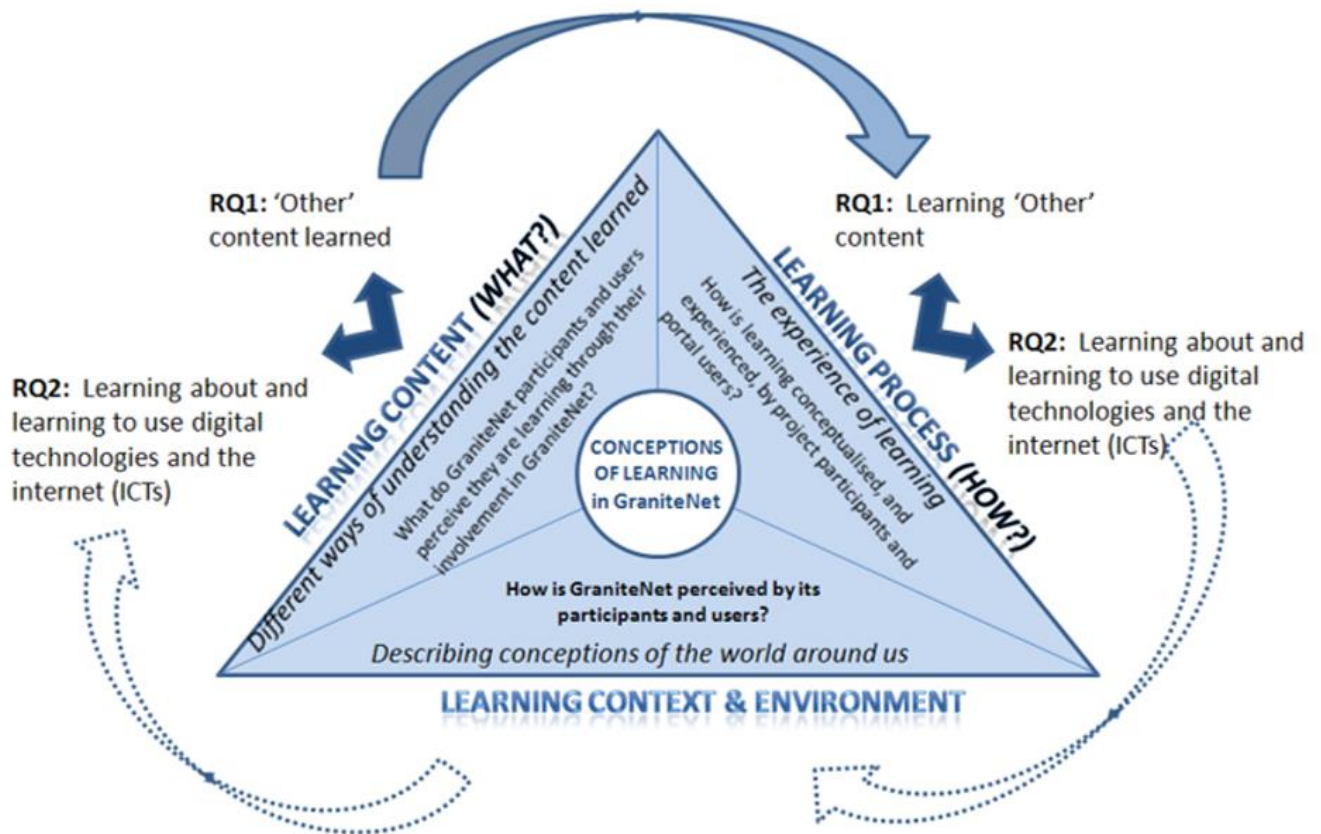 RQ1: 'Other'
content learned
RQ1: Learning 'Other'
content
RQ2: Learning about and
learning to use digital
technologies and the
internet (ICTs)
LEARNING CONTENT (WHAT?)
Different ways of understanding the content learned
What do GraniteNet participants and users
perceive they are learning through their
involvement in GraniteNet?
LEARNING PROCESS (HOW?)
The experience of learning
How is learning conceptualised, and
experienced, by project participants and
portal users?
RQ2: Learning about and
learning to use digital
technologies and the
internet (ICTs)
CONCEPTIONS
OF LEARNING
in GraniteNet
How is GraniteNet perceived by its
participants and users?
Describing conceptions of the world around us
LEARNING CONTEXT & ENVIRONMENT